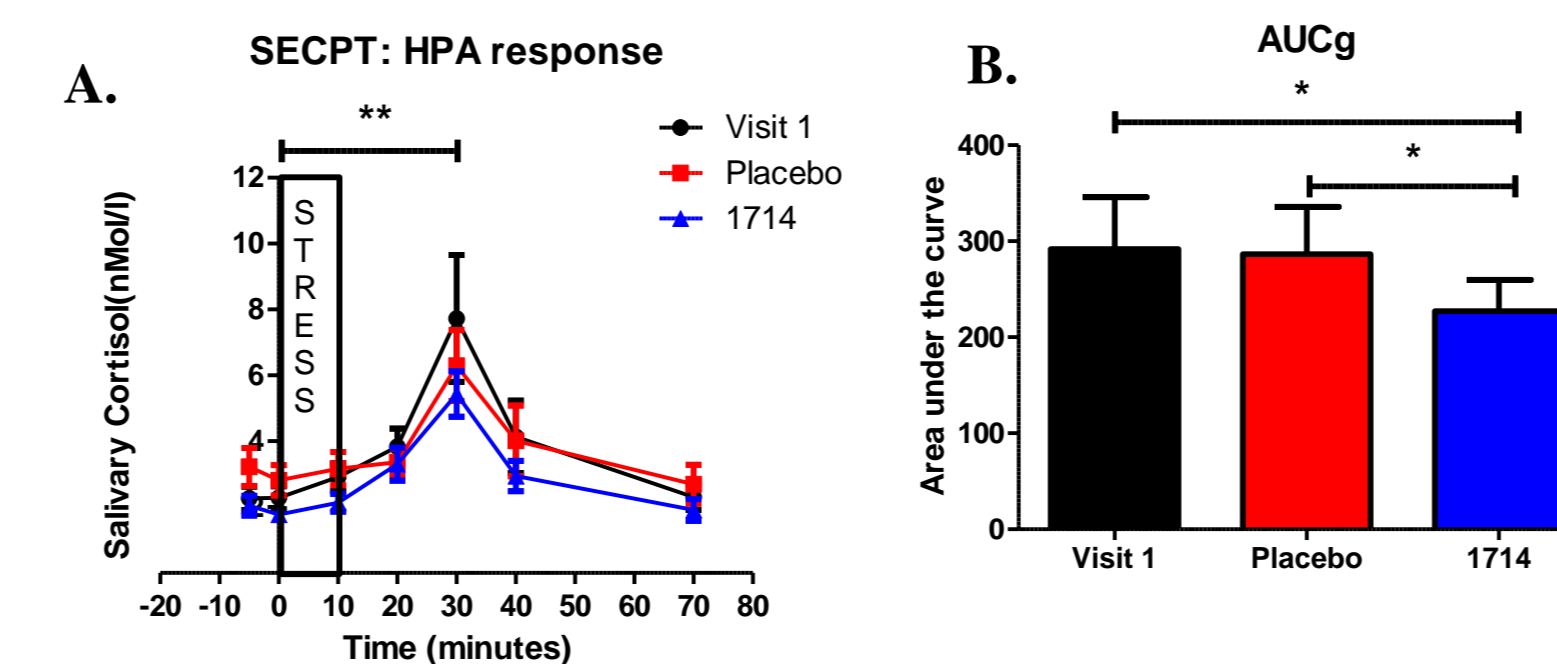 A.
SECPT: HPA response
**
Visit 1
Placebo
1714
Salivary Cortisol(nMol/l)
12
10
8
6
4
2
STRESS
-20 -10 0 10 20 30 40 50 60 70 80
Time (minutes)
B.
AUCg
*
*
Area under the curve
400
300
200
100
0
Visit 1 Placebo 1714